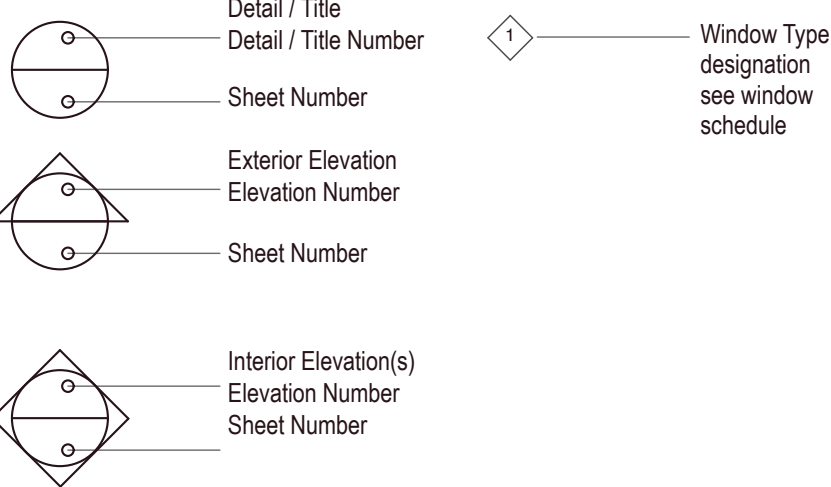 Detail / Title
Detail / Title Number
Sheet Number
Exterior Elevation
Elevation Number
Sheet Number
Interior Elevation(s)
Elevation Number
Sheet Number
1
Window Type
designation
see window
schedule